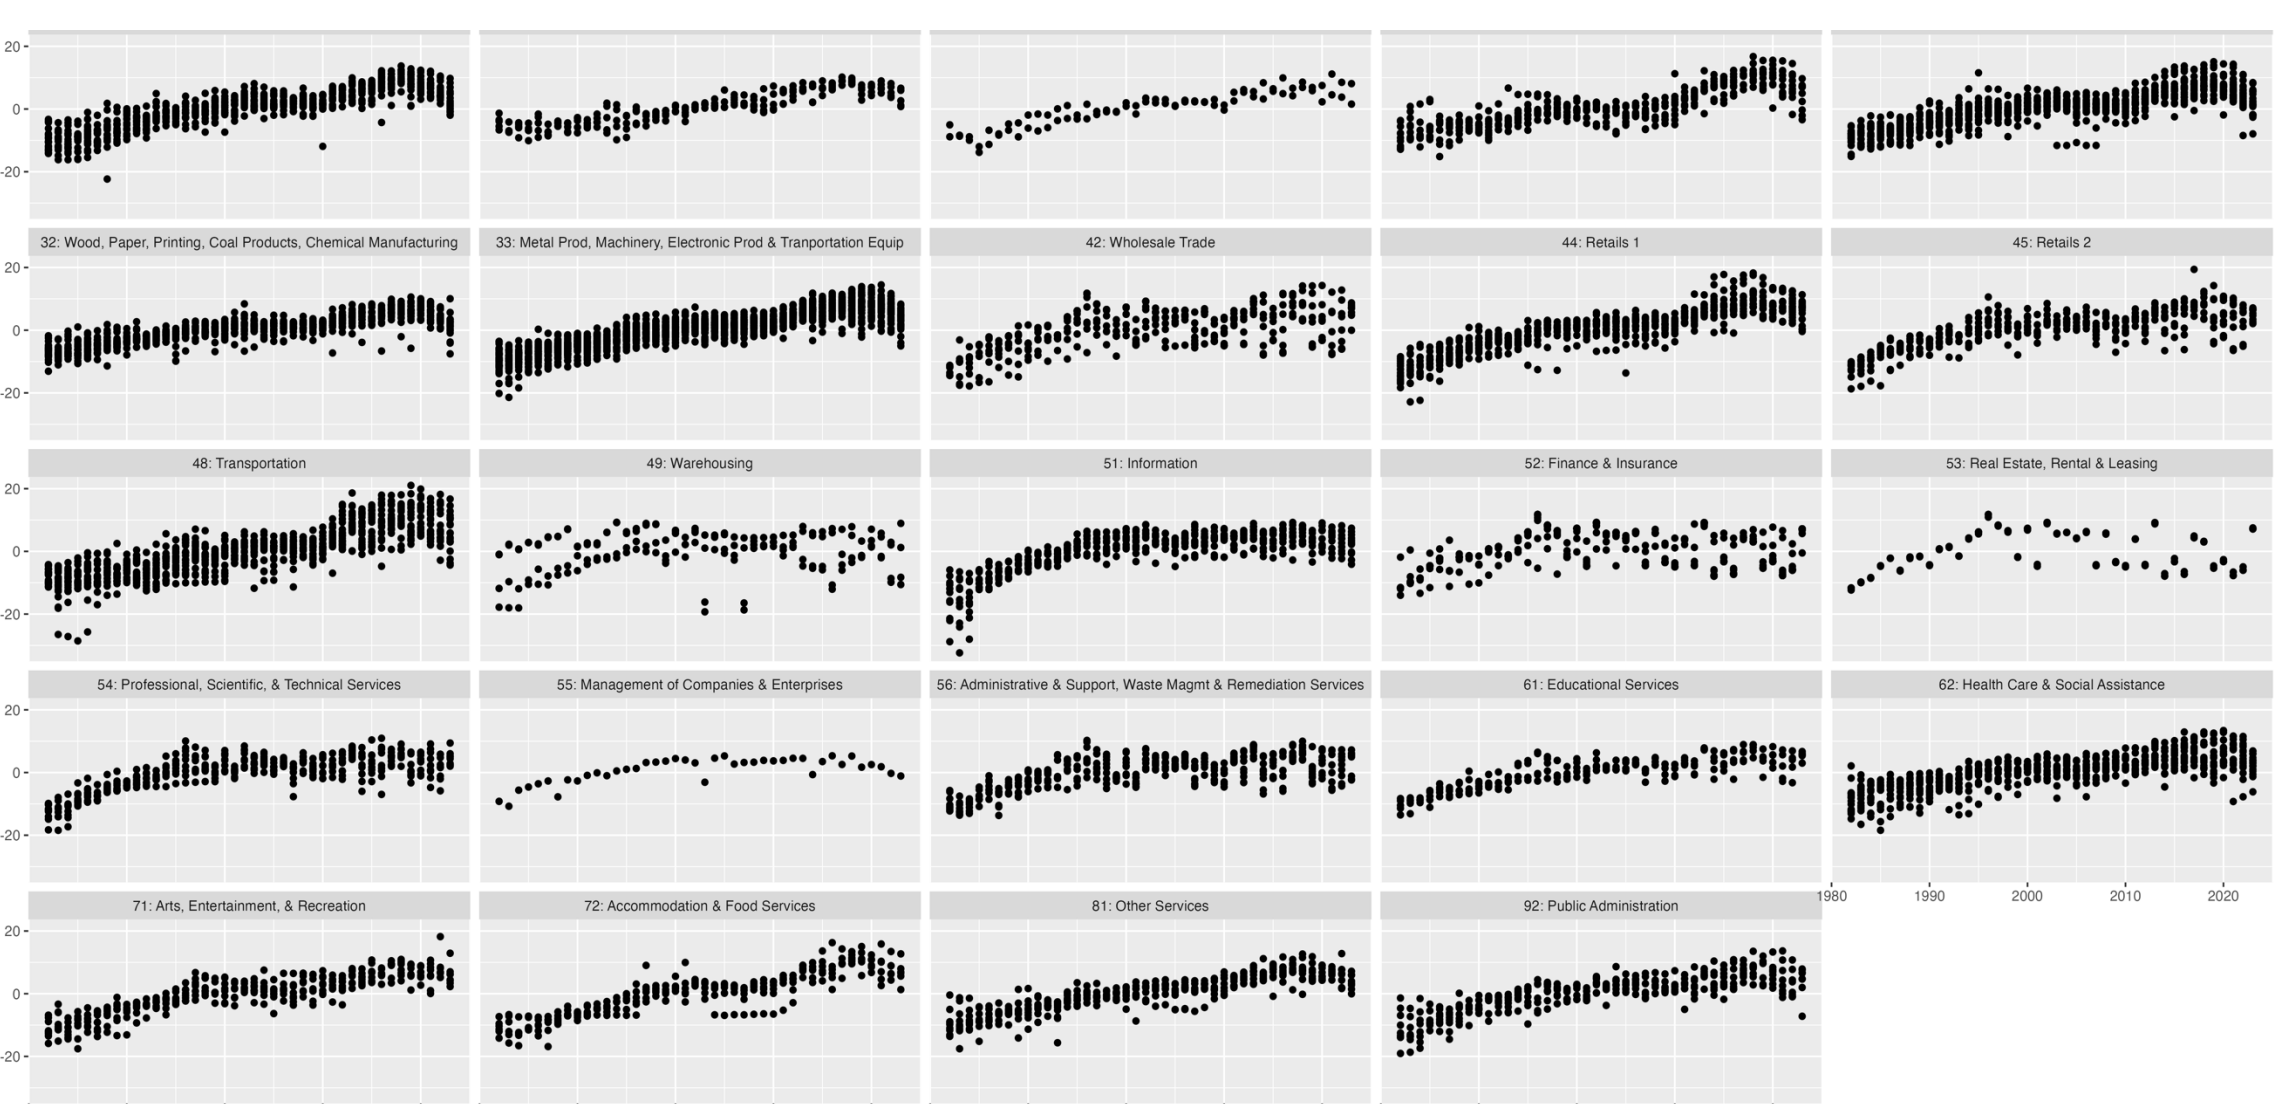 20
0
-20
32: Wood, Paper, Printing, Coal Products, Chemical Manufacturing
33: Metal Prod, Machinery, Electronic Prod & Tranportation Equip
42: Wholesale Trade
44: Retails 1
45: Retails 2
20
0
-20
48: Transportation
49: Warehousing
51: Information
52: Finance & Insurance
53: Real Estate, Rental & Leasing
20
0
-20
54: Professional, Scientific, & Technical Services
55: Management of Companies & Enterprises
56: Administrative & Support, Waste Magmt & Remediation Services
61: Educational Services
62: Health Care & Social Assistance
20
0
-20
1980 1990 2000 2010 2020
71: Arts, Entertainment, & Recreation
72: Accommodation & Food Services
81: Other Services
92: Public Administration
20
0
-20